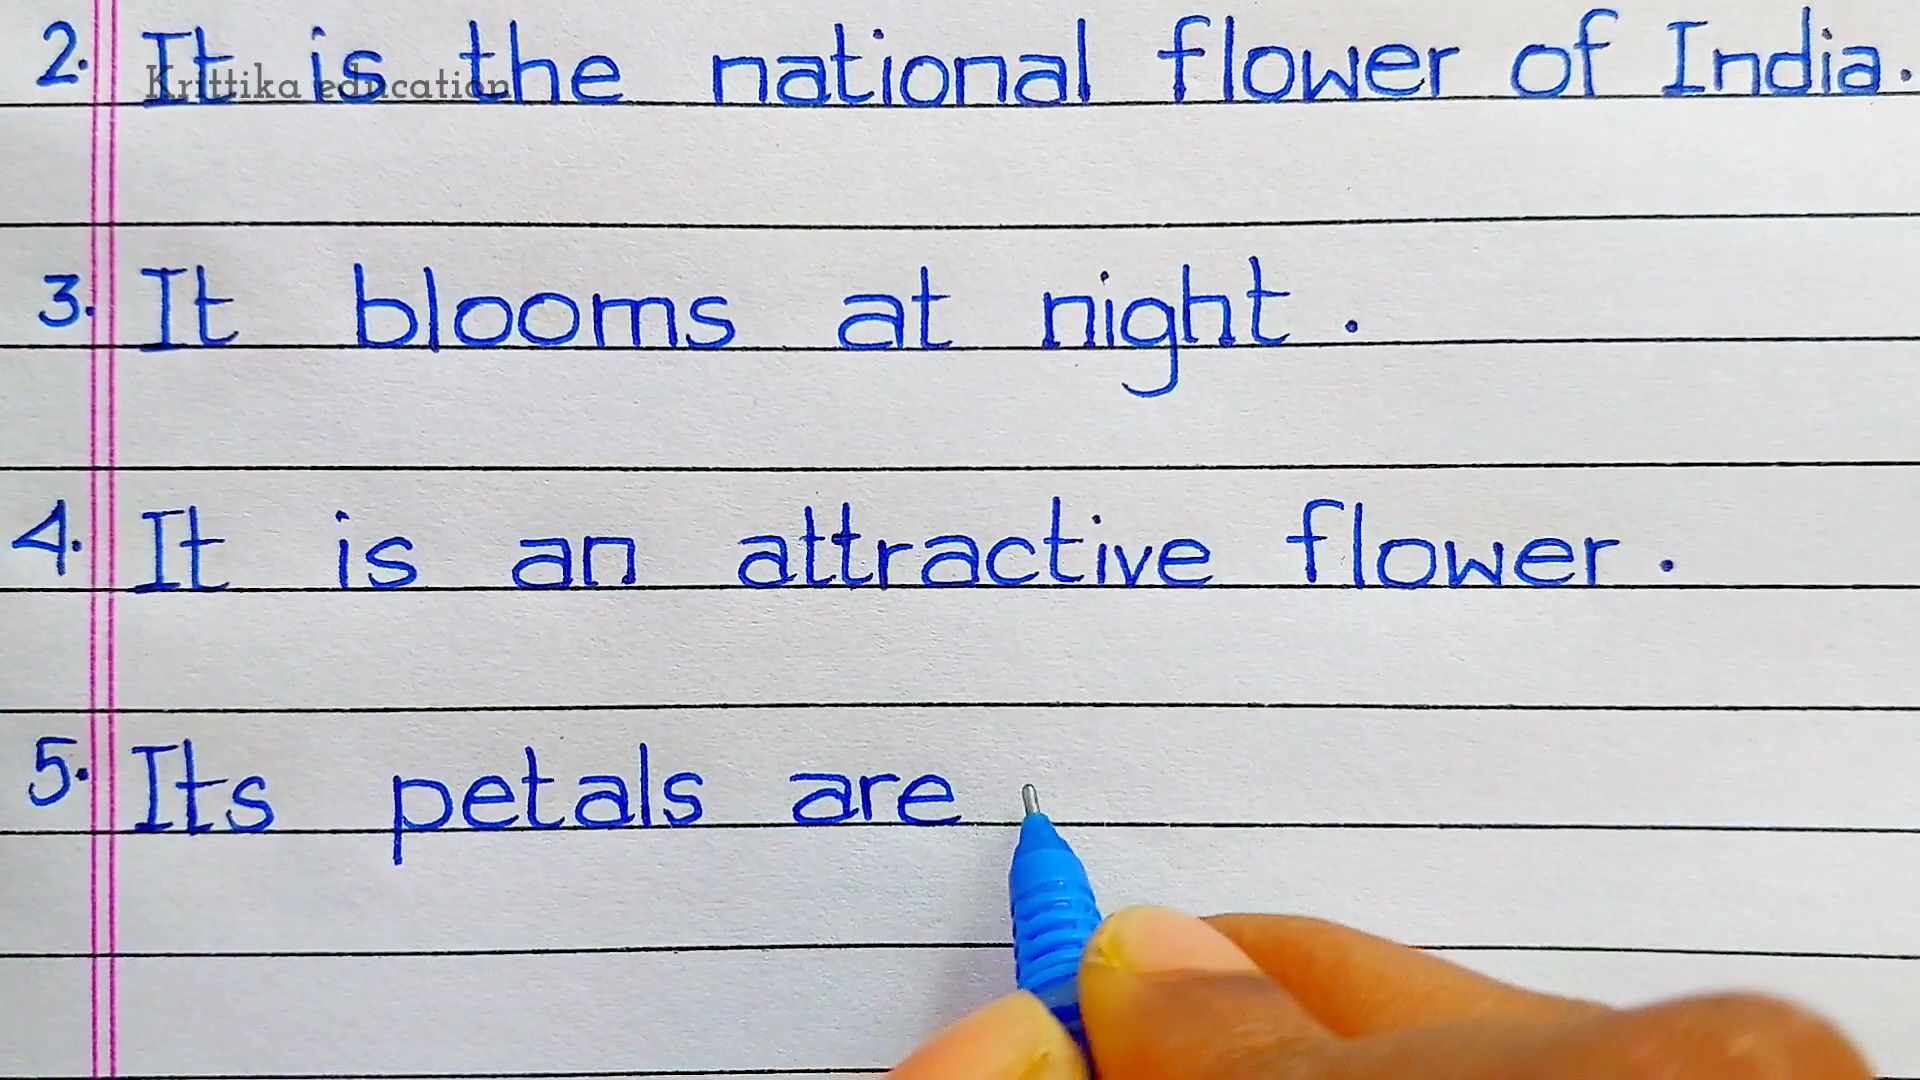 2. It is the national flower of India.
Krittika education
3. It blooms at night.
4. It is an attractive flower.
5. Its petals are